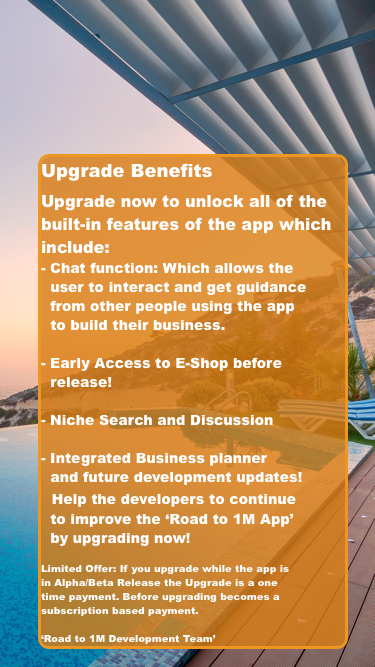 Upgrade Benefits
Upgrade now to unlock all of the
built-in features of the app which
include:
- Chat function: Which allows the
user to interact and get guidance
from other people using the app
to build their business.
- Early Access to E-Shop before
release!
- Niche Search and Discussion
- Integrated Business planner
and future development updates!
Help the developers to continue
to improve the ‘Road to 1M App’
by upgrading now!
Limited Offer: If you upgrade while the app is
in Alpha/Beta Release the Upgrade is a one
time payment. Before upgrading becomes a
subscription based payment.
‘Road to 1M Development Team’